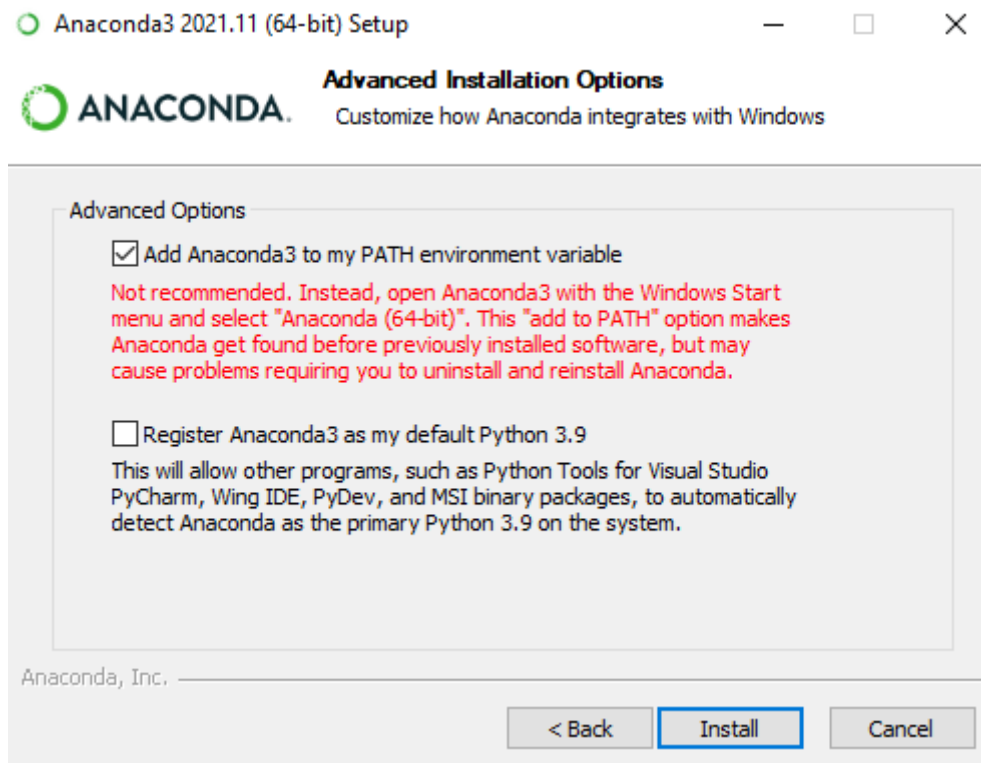 Anaconda3 2021.11 (64-bit) Setup
ANACONDA.
Advanced Installation Options
Customize how Anaconda integrates with Windows
Advanced Options
Add Anaconda3 to my PATH environment variable
Not recommended. Instead, open Anaconda3 with the Windows Start
menu and select "Anaconda (64-bit)". This "add to PATH" option makes
Anaconda get found before previously installed software, but may
cause problems requiring you to uninstall and reinstall Anaconda.
Register Anaconda3 as my default Python 3.9
This will allow other programs, such as Python Tools for Visual Studio
PyCharm, Wing IDE, PyDev, and MSI binary packages, to automatically
detect Anaconda as the primary Python 3.9 on the system.
Anaconda, Inc.
< Back Install Cancel